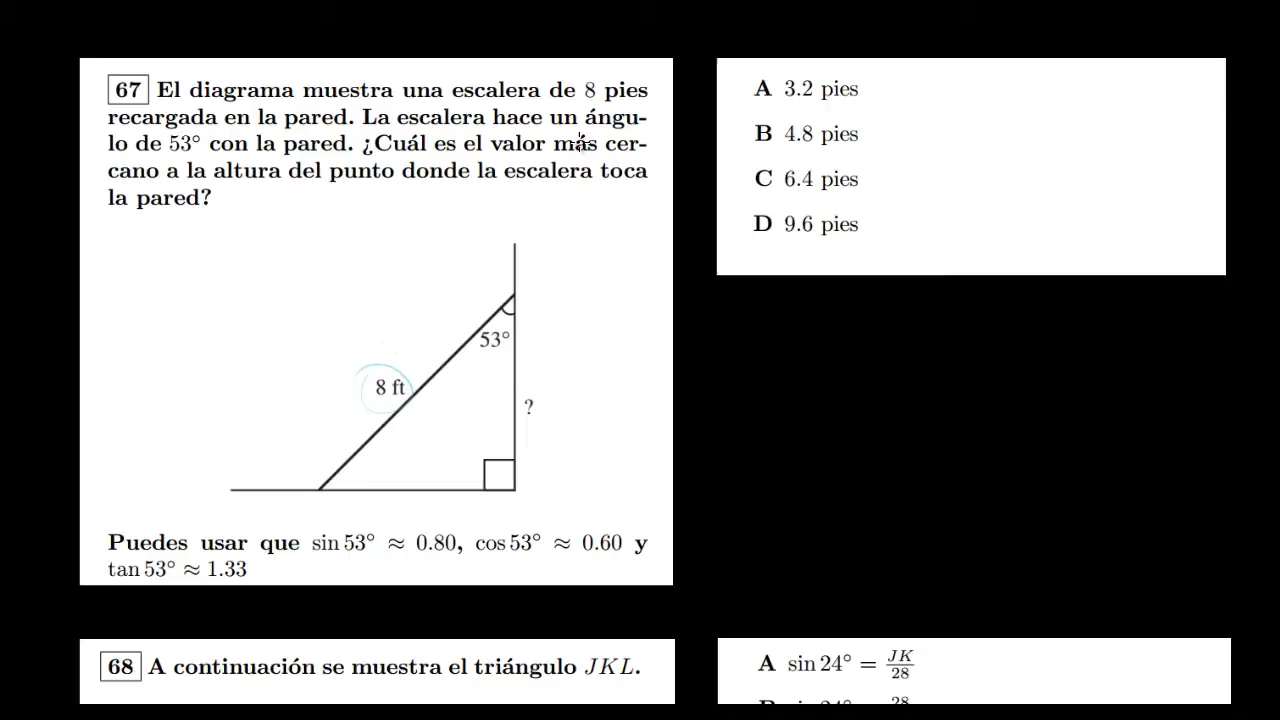 67 El diagrama muestra una escalera de 8 pies
recargada en la pared. La escalera hace un ángu-
lo de 53° con la pared. ¿Cuál es el valor más cer-
cano a la altura del punto donde la escalera toca
la pared?
53°
8 ft
?
Puedes usar que sin 53° ≈ 0.80, cos 53° ≈ 0.60 y
tan 53° ≈ 1.33
A 3.2 pies
B 4.8 pies
C 6.4 pies
D 9.6 pies
68 A continuación se muestra el triángulo JKL.
A sin 24° = JK/28